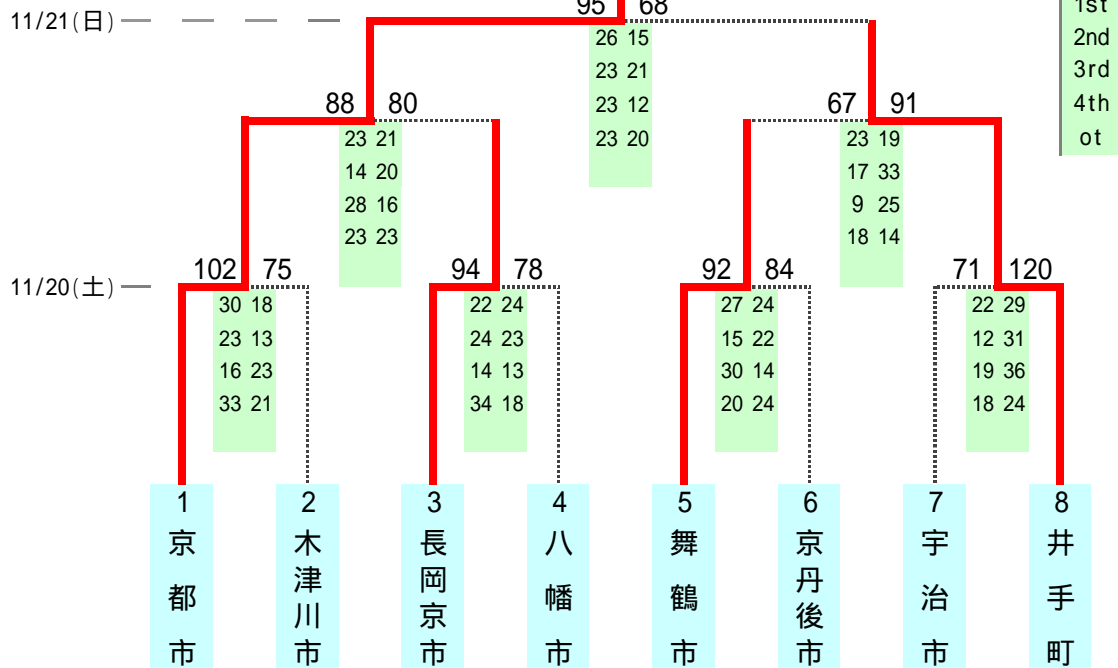 95 68
1st
11/21(日)
26 15
2nd
23 21
3rd
23 12
4th
23 20
ot
88 80
67 91
23 21
14 20
28 16
23 23
23 19
17 33
9 25
18 14
11/20(土)
102 75
94 78
92 84
71 120
30 18
23 13
16 23
33 21
22 24
24 23
14 13
34 18
27 24
15 22
30 14
20 24
22 29
12 31
19 36
18 24
1
京都市
2
木津川市
3
長岡京市
4
八幡市
5
舞鶴市
6
京丹後市
7
宇治市
8
井手町